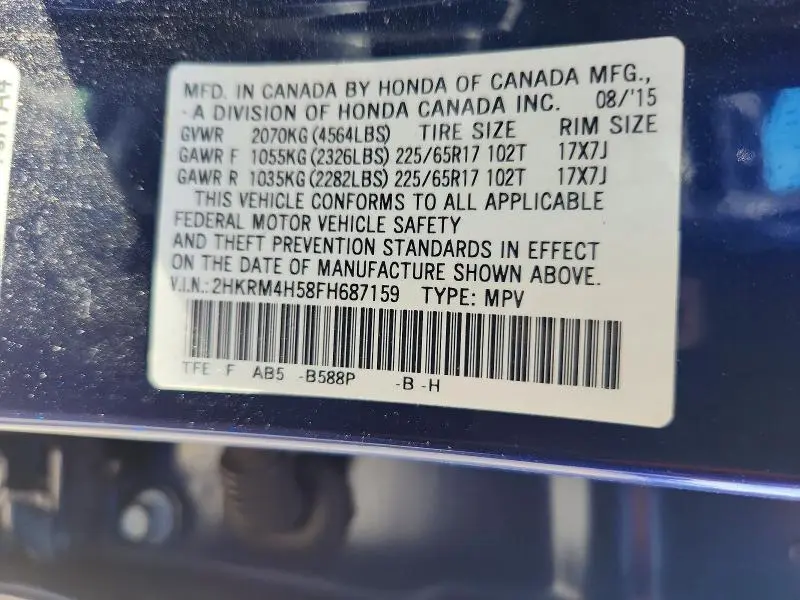 MFD. IN CANADA BY HONDA OF CANADA MFG.,
- A DIVISION OF HONDA CANADA INC. 08/'15
GVWR 2070KG (4564LBS) TIRE SIZE RIM SIZE
GAWR F 1055KG (2326LBS) 225/65R17 102T 17X7J
GAWR R 1035KG (2282LBS) 225/65R17 102T 17X7J
THIS VEHICLE CONFORMS TO ALL APPLICABLE
FEDERAL MOTOR VEHICLE SAFETY
AND THEFT PREVENTION STANDARDS IN EFFECT
ON THE DATE OF MANUFACTURE SHOWN ABOVE.
V.I.N.: 2HKRM4H58FH687159 TYPE: MPV
TFE -F AB5 -B588P -B -H